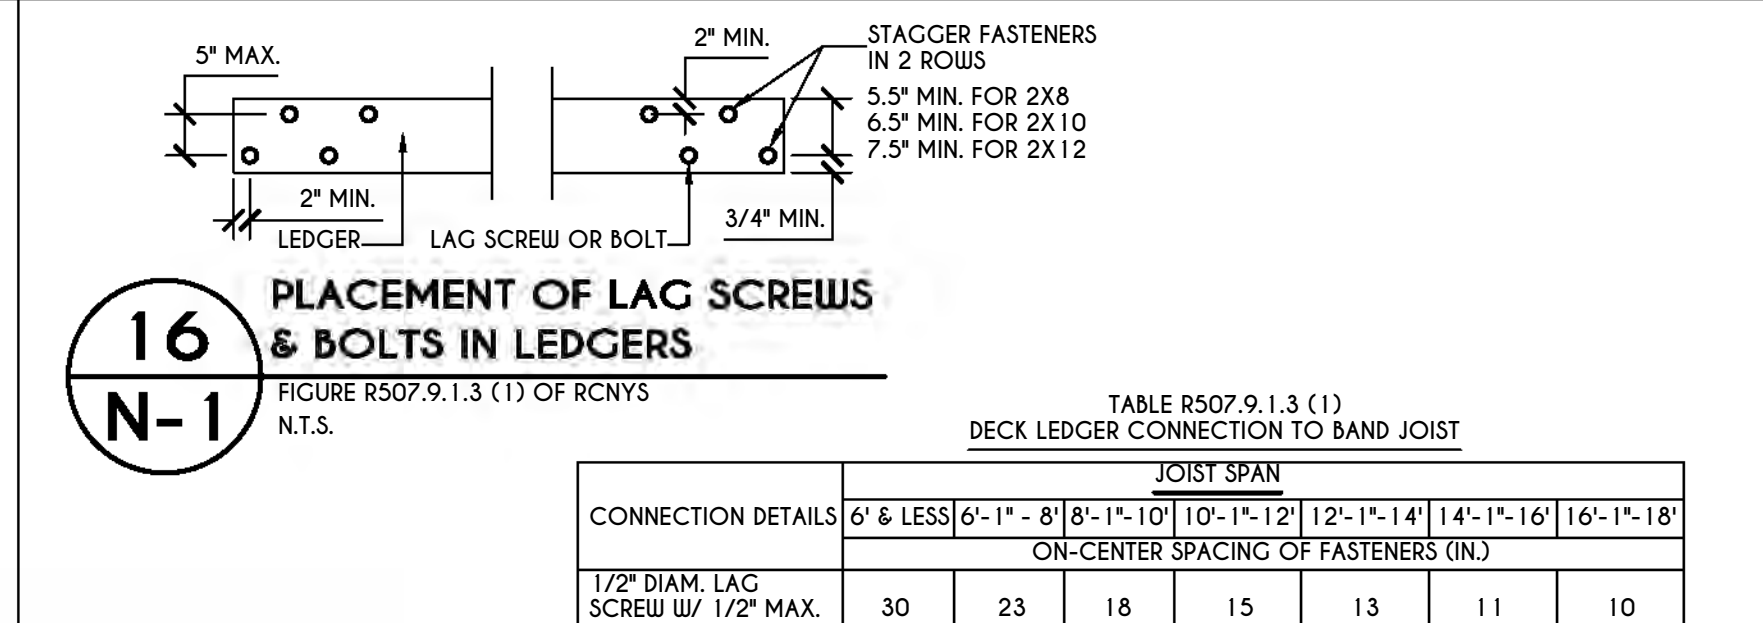 5" MAX.
2" MIN.
STAGGER FASTENERS
IN 2 ROWS
5.5" MIN. FOR 2X8
6.5" MIN. FOR 2X10
7.5" MIN. FOR 2X12
2" MIN.
3/4" MIN.
LEDGER
LAG SCREW OR BOLT
16
N-1
PLACEMENT OF LAG SCREWS
& BOLTS IN LEDGERS
FIGURE R507.9.1.3 (1) OF RCNYS
N.T.S.
TABLE R507.9.1.3 (1)
DECK LEDGER CONNECTION TO BAND JOIST
JOIST SPAN
CONNECTION DETAILS 6' & LESS 6'-1" - 8' 8'-1"-10' 10'-1"-12' 12'-1"-14' 14'-1"-16' 16'-1"-18'
ON-CENTER SPACING OF FASTENERS (IN.)
1/2" DIAM. LAG
SCREW W/ 1/2" MAX. 30 23 18 15 13 11 10